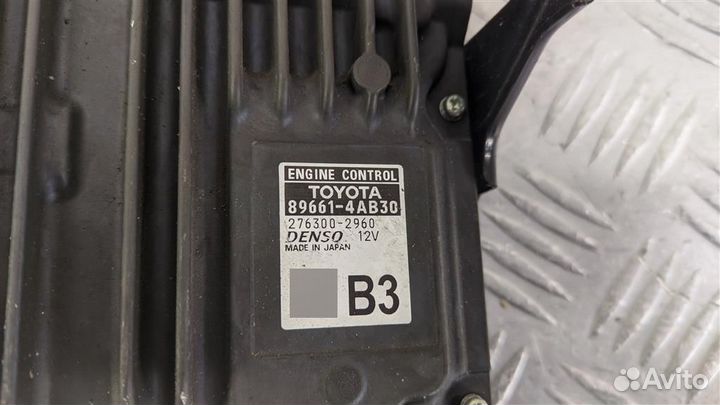 ENGINE CONTROL
TOYOTA
89661-4AB30
276300-2960
DENSO 12V
MADE IN JAPAN
B3
Avito